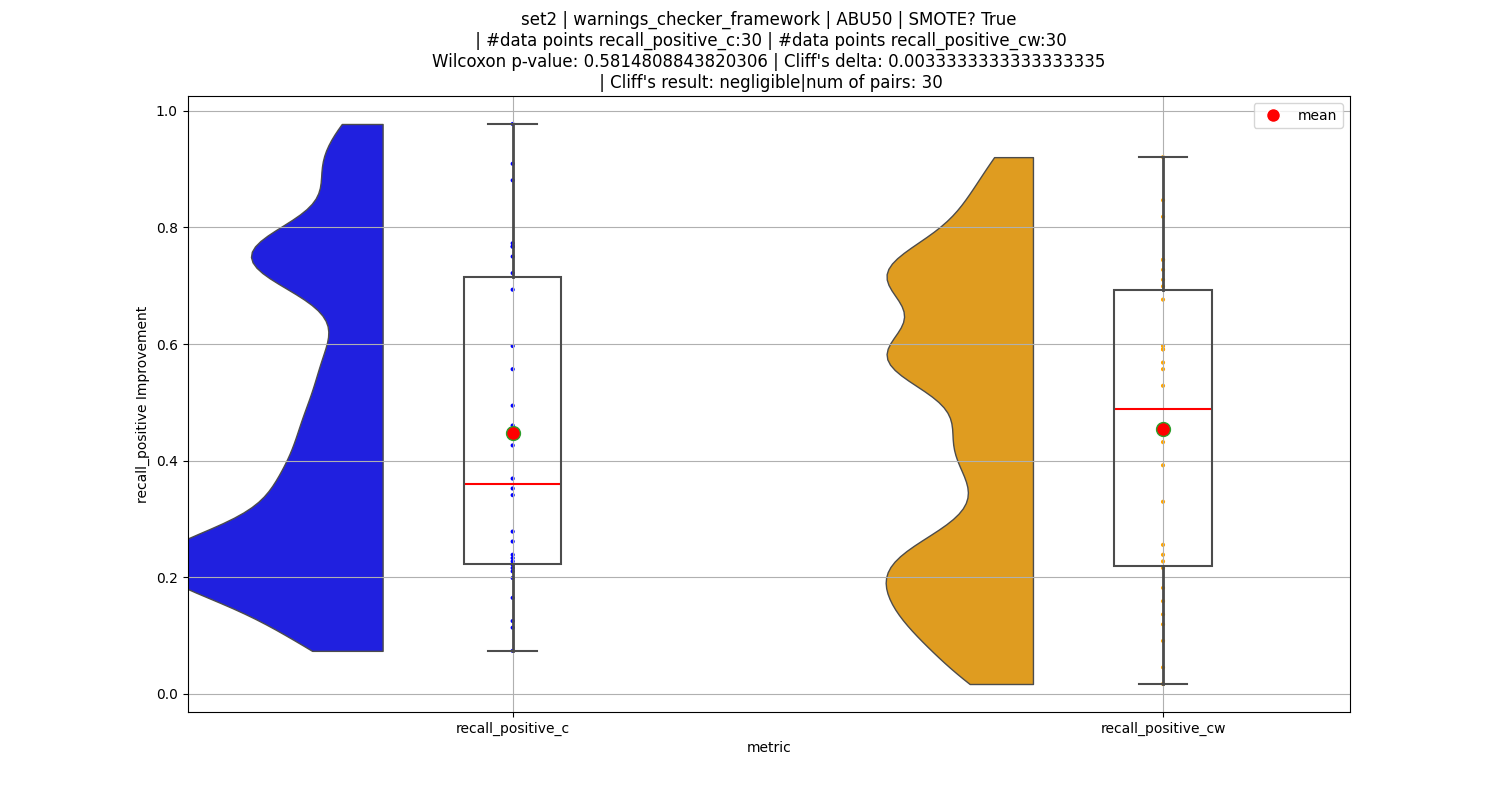 set2 | warnings_checker_framework | ABU50 | SMOTE? True
| #data points recall_positive_c:30 | #data points recall_positive_cw:30
Wilcoxon p-value: 0.5814808843820306 | Cliff's delta: 0.0033333333333333335
| Cliff's result: negligible|num of pairs: 30
mean
recall_positive Improvement
1.0
0.8
0.6
0.4
0.2
0.0
recall_positive_c
recall_positive_cw
metric